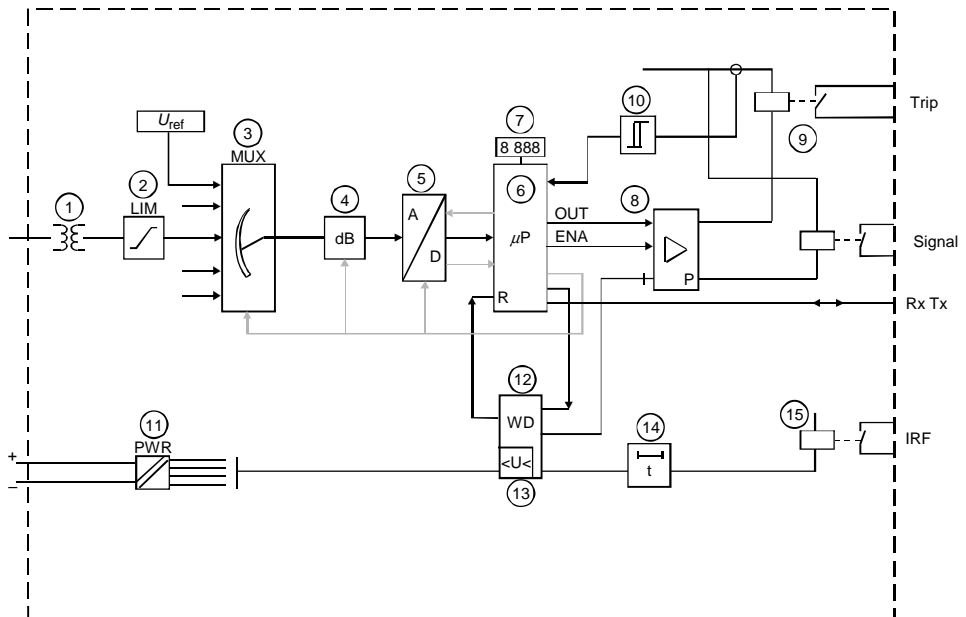 10
Trip
7
U ref
3
8 888
9
MUX
2
5
6
LIM
4
8
1
A
OUT
dB
µP
ENA
Signal
D
P
R
Rx Tx
12
15
11
WD
14
IRF
PWR
+
<U<
t
–
13